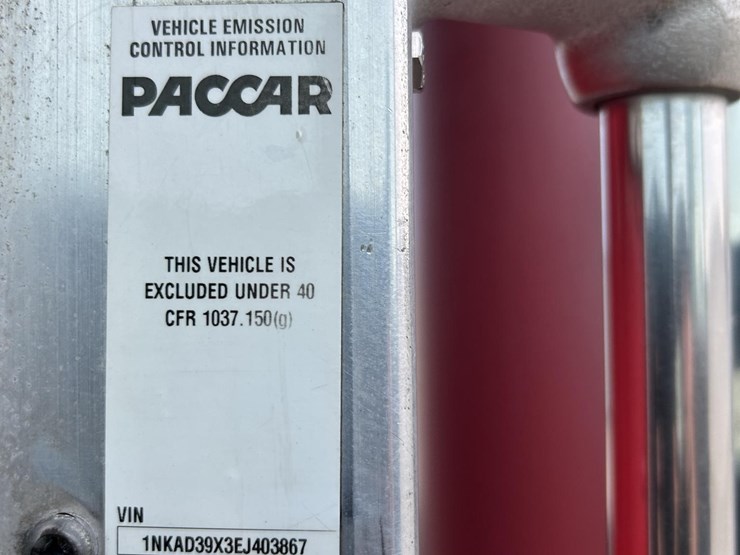 VEHICLE EMISSION
CONTROL INFORMATION
PACCAR
THIS VEHICLE IS
EXCLUDED UNDER 40
CFR 1037.150(g)
VIN
1NKAD39X3EJ403867